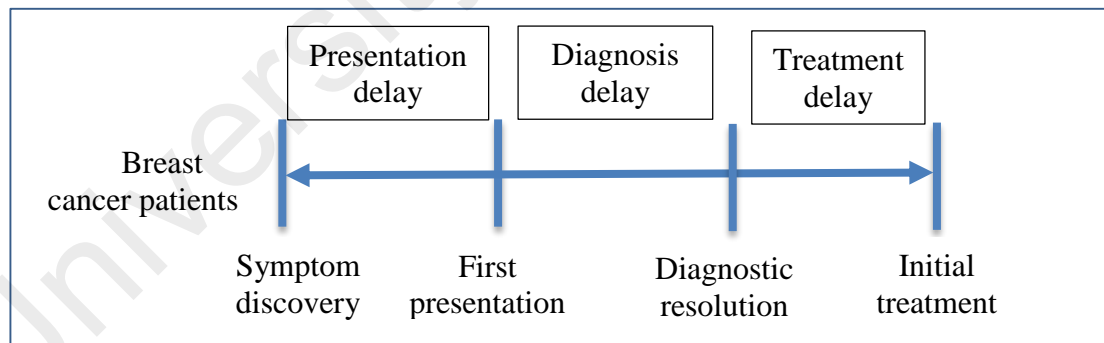 Presentation
delay
Diagnosis
delay
Treatment
delay
Breast
cancer patients
Symptom
discovery
First
presentation
Diagnostic
resolution
Initial
treatment